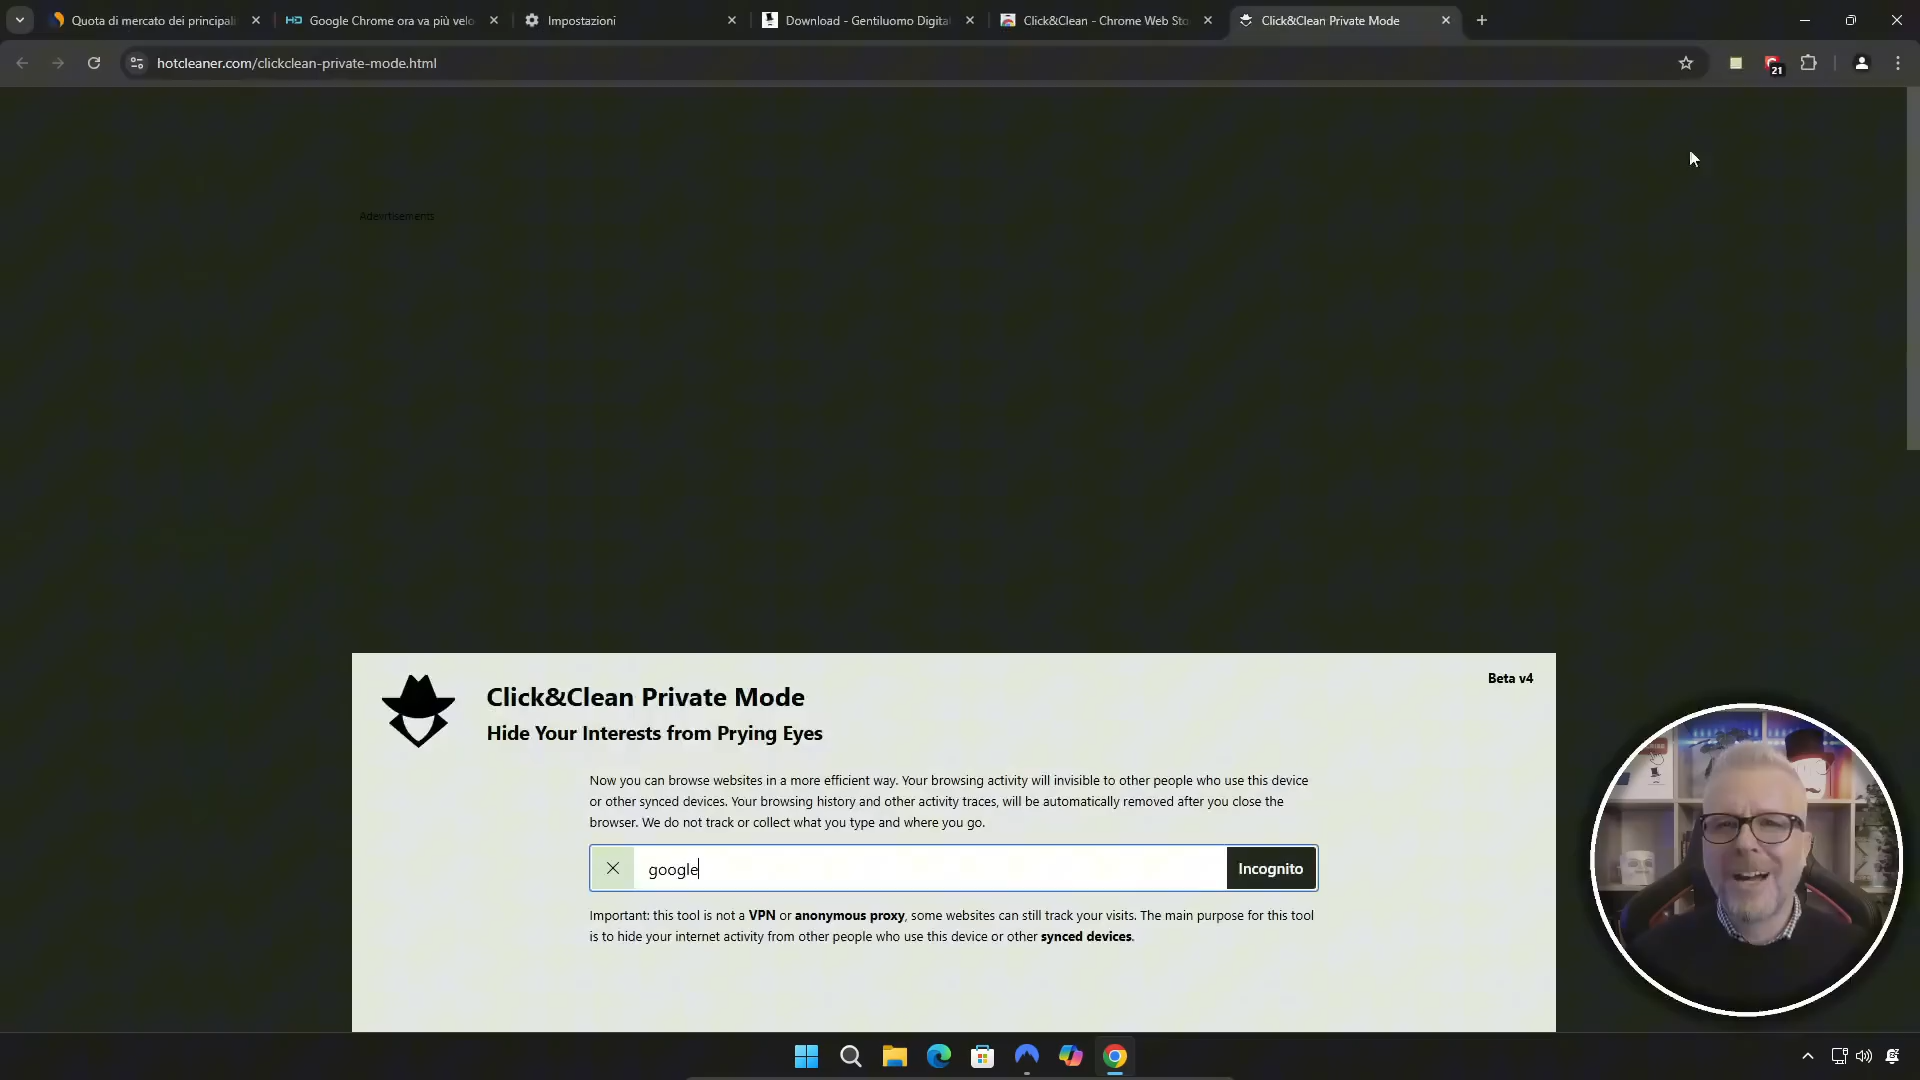 Quota di mercato dei principali
Google Chrome ora va più velo
Impostazioni
Download - Gentiluomo Digita
Click&Clean - Chrome Web Sto
Click&Clean Private Mode
hotcleaner.com/clickclean-private-mode.html
21
Adevrtisements
Click&Clean Private Mode
Beta v4
Hide Your Interests from Prying Eyes
Now you can browse websites in a more efficient way. Your browsing activity will invisible to other people who use this device
or other synced devices. Your browsing history and other activity traces, will be automatically removed after you close the
browser. We do not track or collect what you type and where you go.
google
Incognito
Important: this tool is not a VPN or anonymous proxy, some websites can still track your visits. The main purpose for this tool
is to hide your internet activity from other people who use this device or other synced devices.